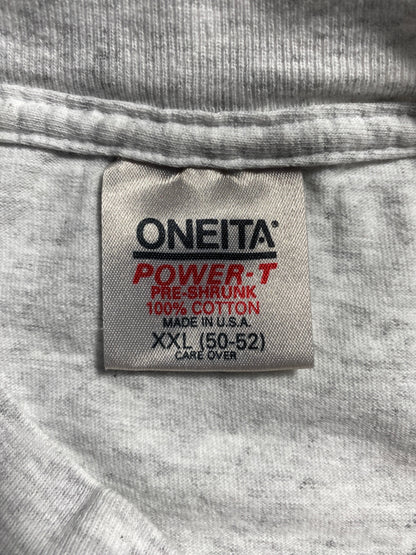 ONEITA®
POWER-T
PRE-SHRUNK
100% COTTON
MADE IN U.S.A.
XXL (50-52)
CARE OVER